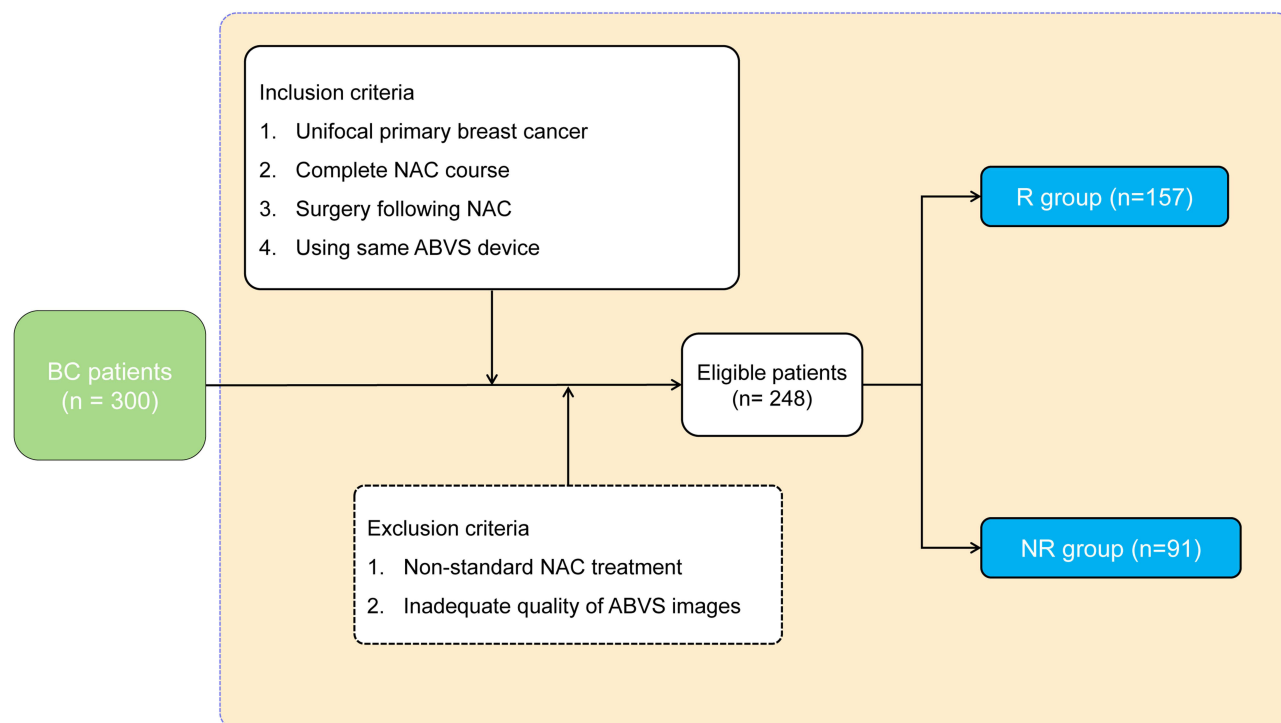 Inclusion criteria
1. Unifocal primary breast cancer
2. Complete NAC course
3. Surgery following NAC
4. Using same ABVS device
BC patients
(n = 300)
Eligible patients
(n= 248)
R group (n=157)
NR group (n=91)
Exclusion criteria
1. Non-standard NAC treatment
2. Inadequate quality of ABVS images